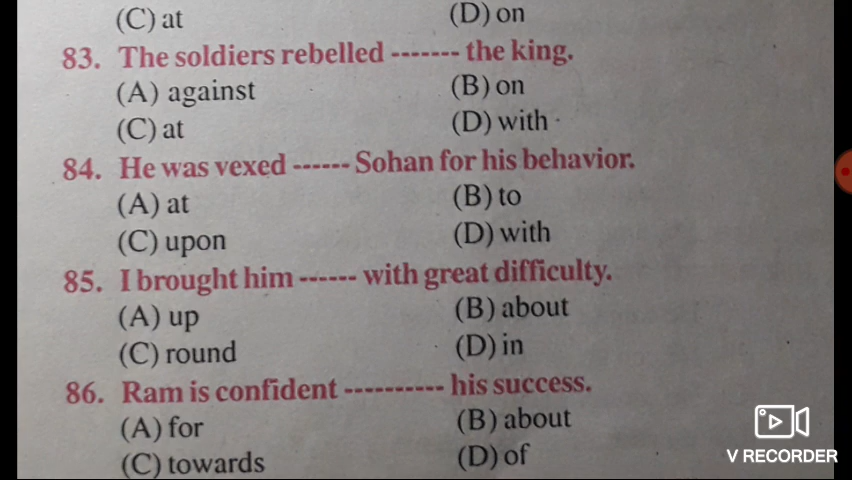 (C) at (D) on
83. The soldiers rebelled ------- the king.
(A) against (B) on
(C) at (D) with
84. He was vexed ------ Sohan for his behavior.
(A) at (B) to
(C) upon (D) with
85. I brought him ------ with great difficulty.
(A) up (B) about
(C) round (D) in
86. Ram is confident ---------- his success.
(A) for (B) about
(C) towards (D) of
V RECORDER